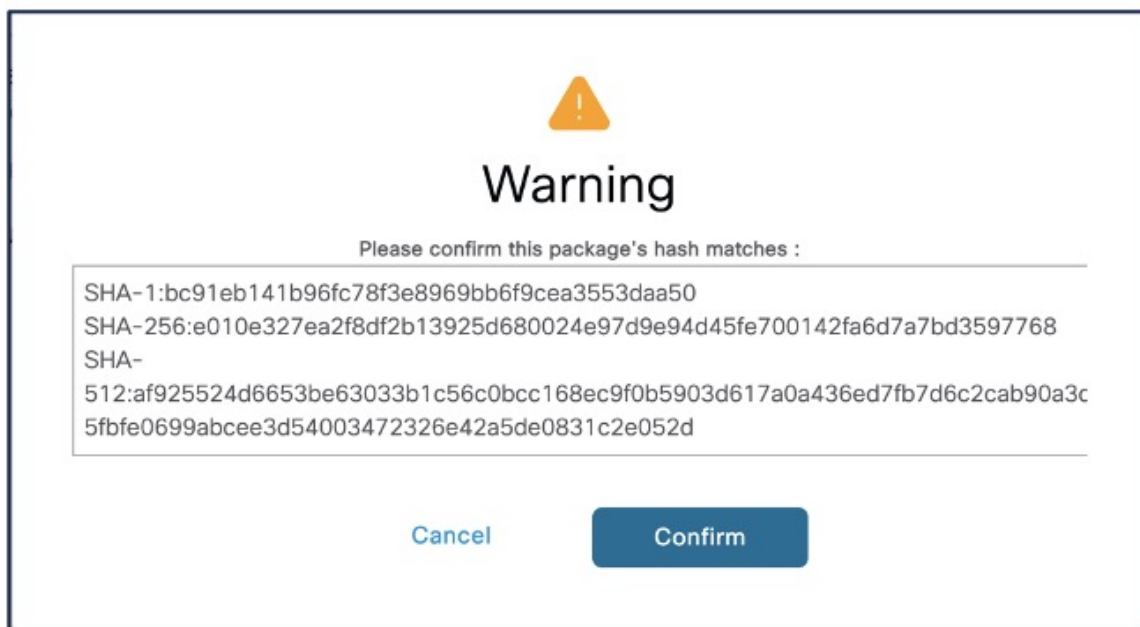 Warning
Please confirm this package's hash matches :
SHA-1:bc91eb141b96fc78f3e8969bb6f9cea3553daa50
SHA-256:e010e327ea2f8df2b13925d680024e97d9e94d45fe700142fa6d7a7bd3597768
SHA-
512:af925524d6653be63033b1c56c0bcc168ec9f0b5903d617a0a436ed7fb7d6c2cab90a3c
5fbfe0699abcee3d54003472326e42a5de0831c2e052d
Cancel Confirm